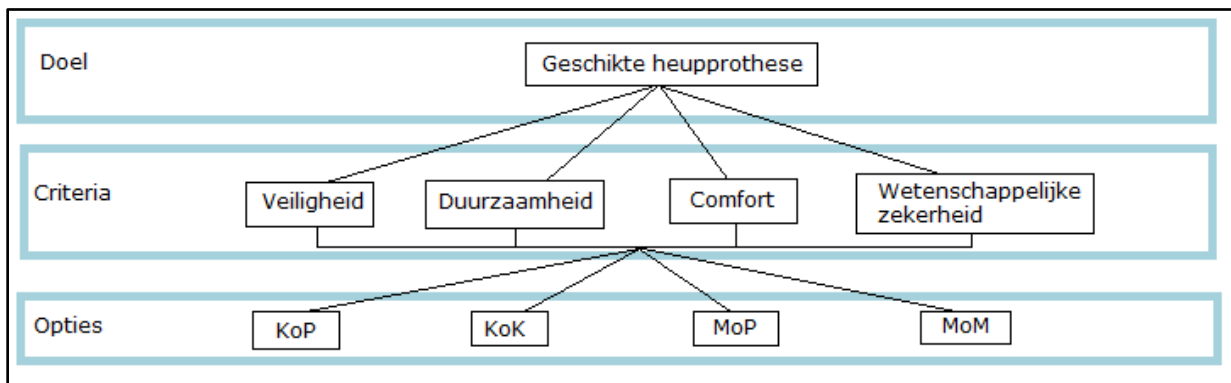 Doel
Geschikte heupprothese
Criteria
Veiligheid
Duurzaamheid
Comfort
Wetenschappelijke
zekerheid
Opties
KoP
KoK
MoP
MoM